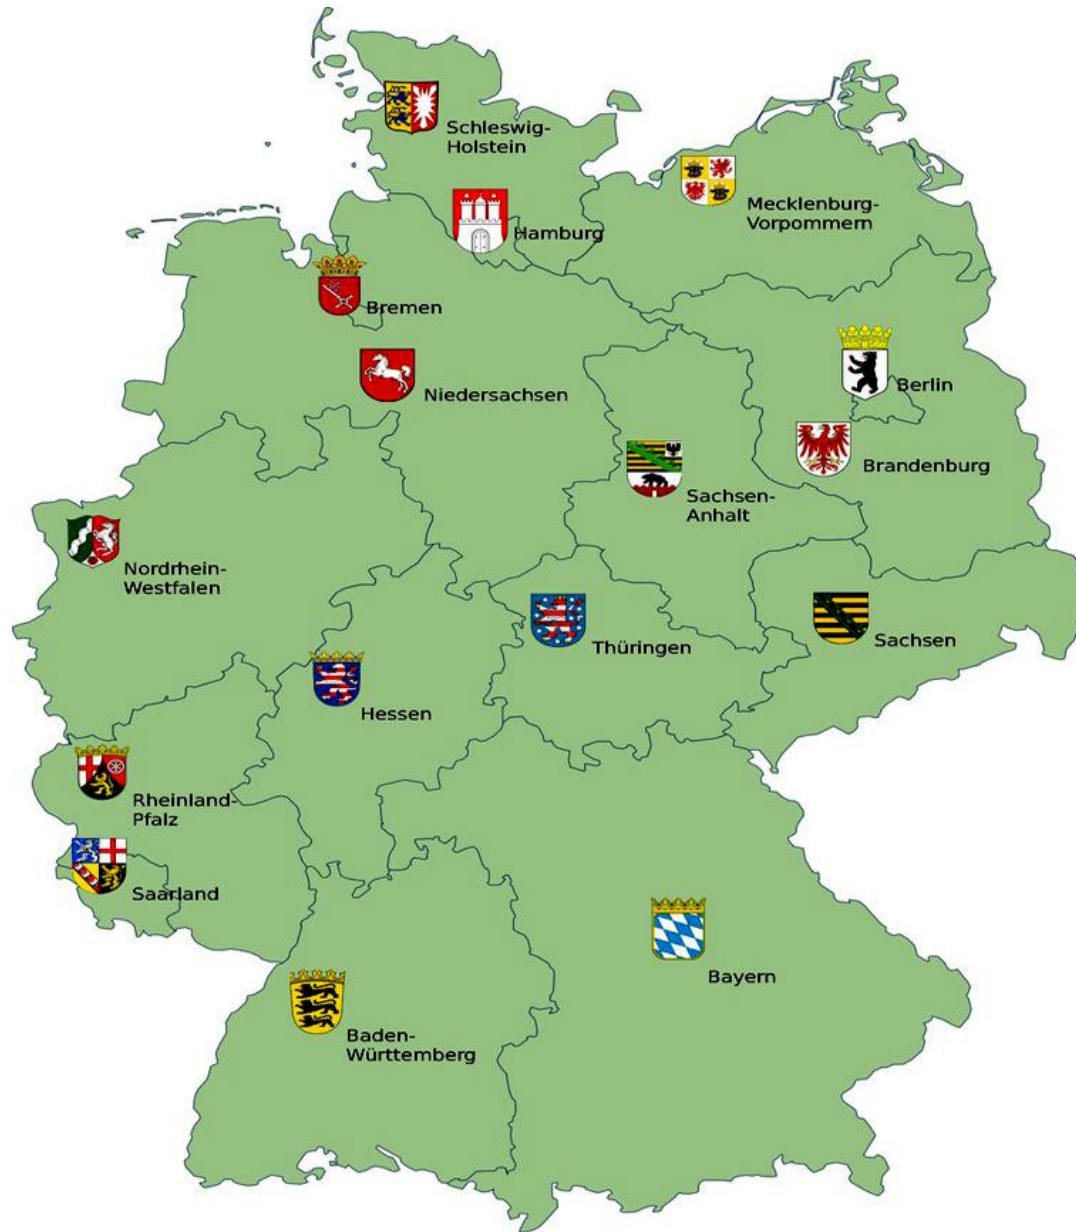 Schleswig-
Holstein
Mecklenburg-
Vorpommern
Hamburg
Bremen
Niedersachsen
Berlin
Brandenburg
Sachsen-
Anhalt
Nordrhein-
Westfalen
Thüringen
Sachsen
Hessen
Rheinland-
Pfalz
Saarland
Bayern
Baden-
Württemberg